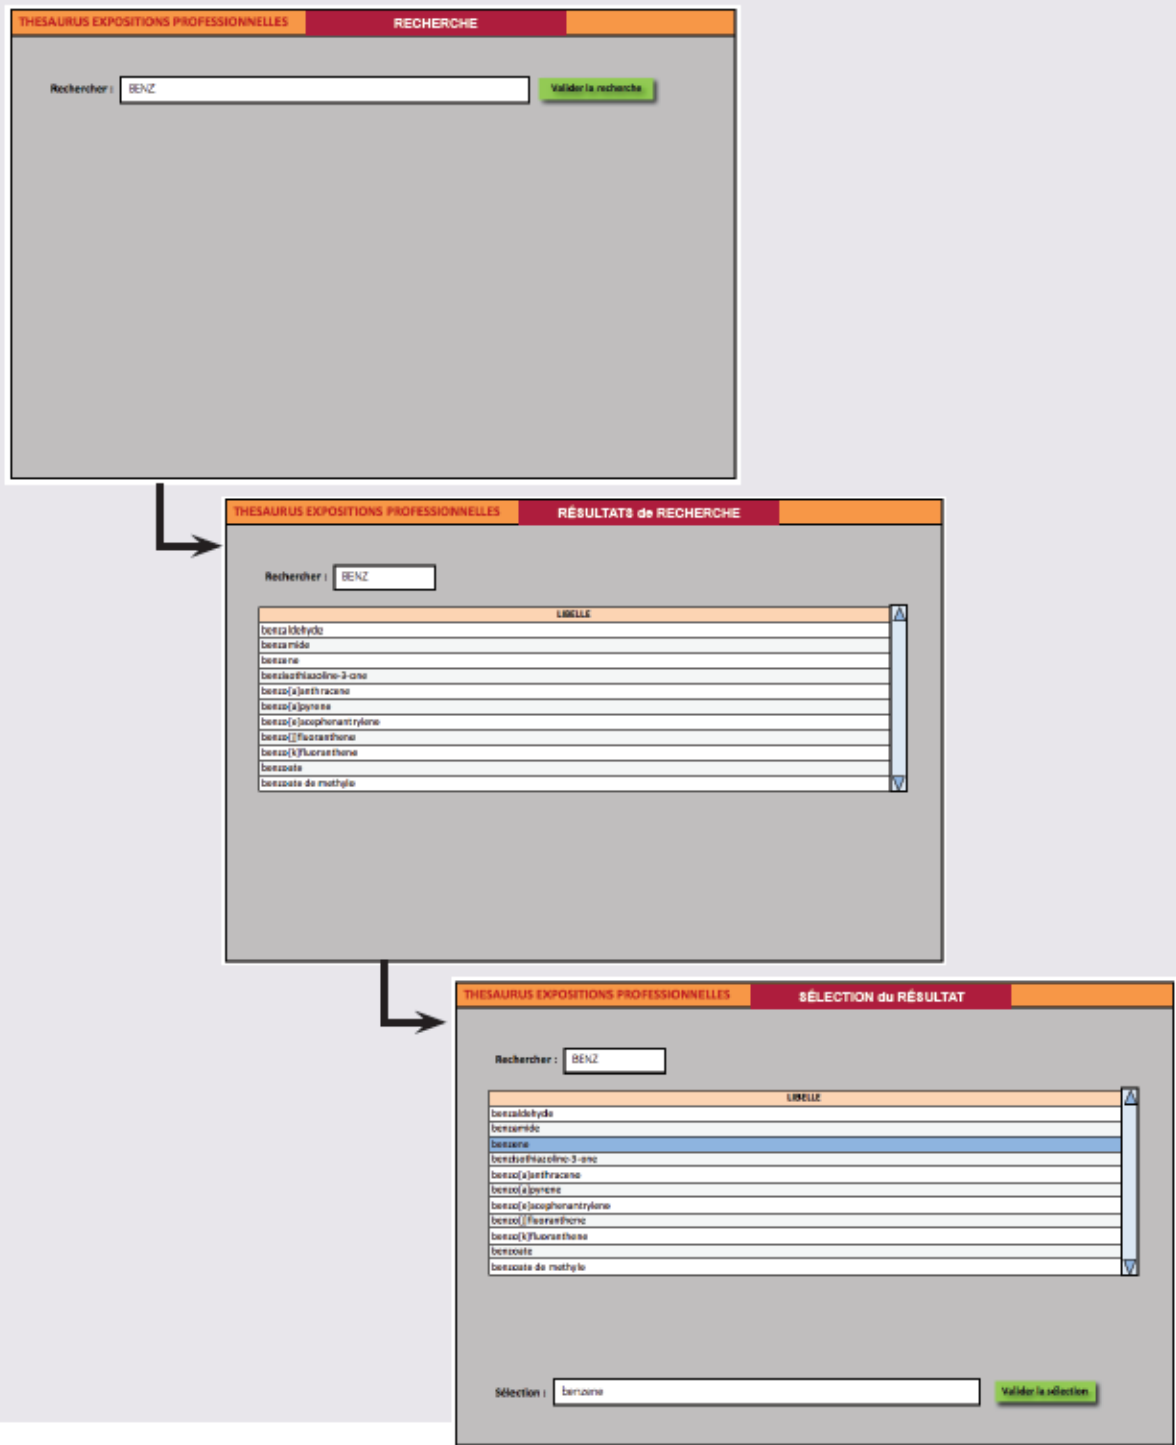 THESAURUS EXPOSITIONS PROFESSIONNELLES RECHERCHE
Rechercher : BENZ Valider la recherche
THESAURUS EXPOSITIONS PROFESSIONNELLES RÉSULTATS de RECHERCHE
Rechercher : BENZ
LIBELLE
benzaldehyde
benzamide
benzene
benzisothiazoline-3-one
benzo[a]anthracene
benzo[a]pyrene
benzo[e]acephenantrylene
benzo[j]fluoranthene
benzo[k]fluoranthene
benzoate
benzoate de methyle
THESAURUS EXPOSITIONS PROFESSIONNELLES SÉLECTION du RÉSULTAT
Rechercher : BENZ
LIBELLE
benzaldehyde
benzamide
benzene
benzisothiazoline-3-one
benzo[a]anthracene
benzo[a]pyrene
benzo[e]acephenantrylene
benzo[j]fluoranthene
benzo[k]fluoranthene
benzoate
benzoate de methyle
Sélection : benzene Valider la sélection